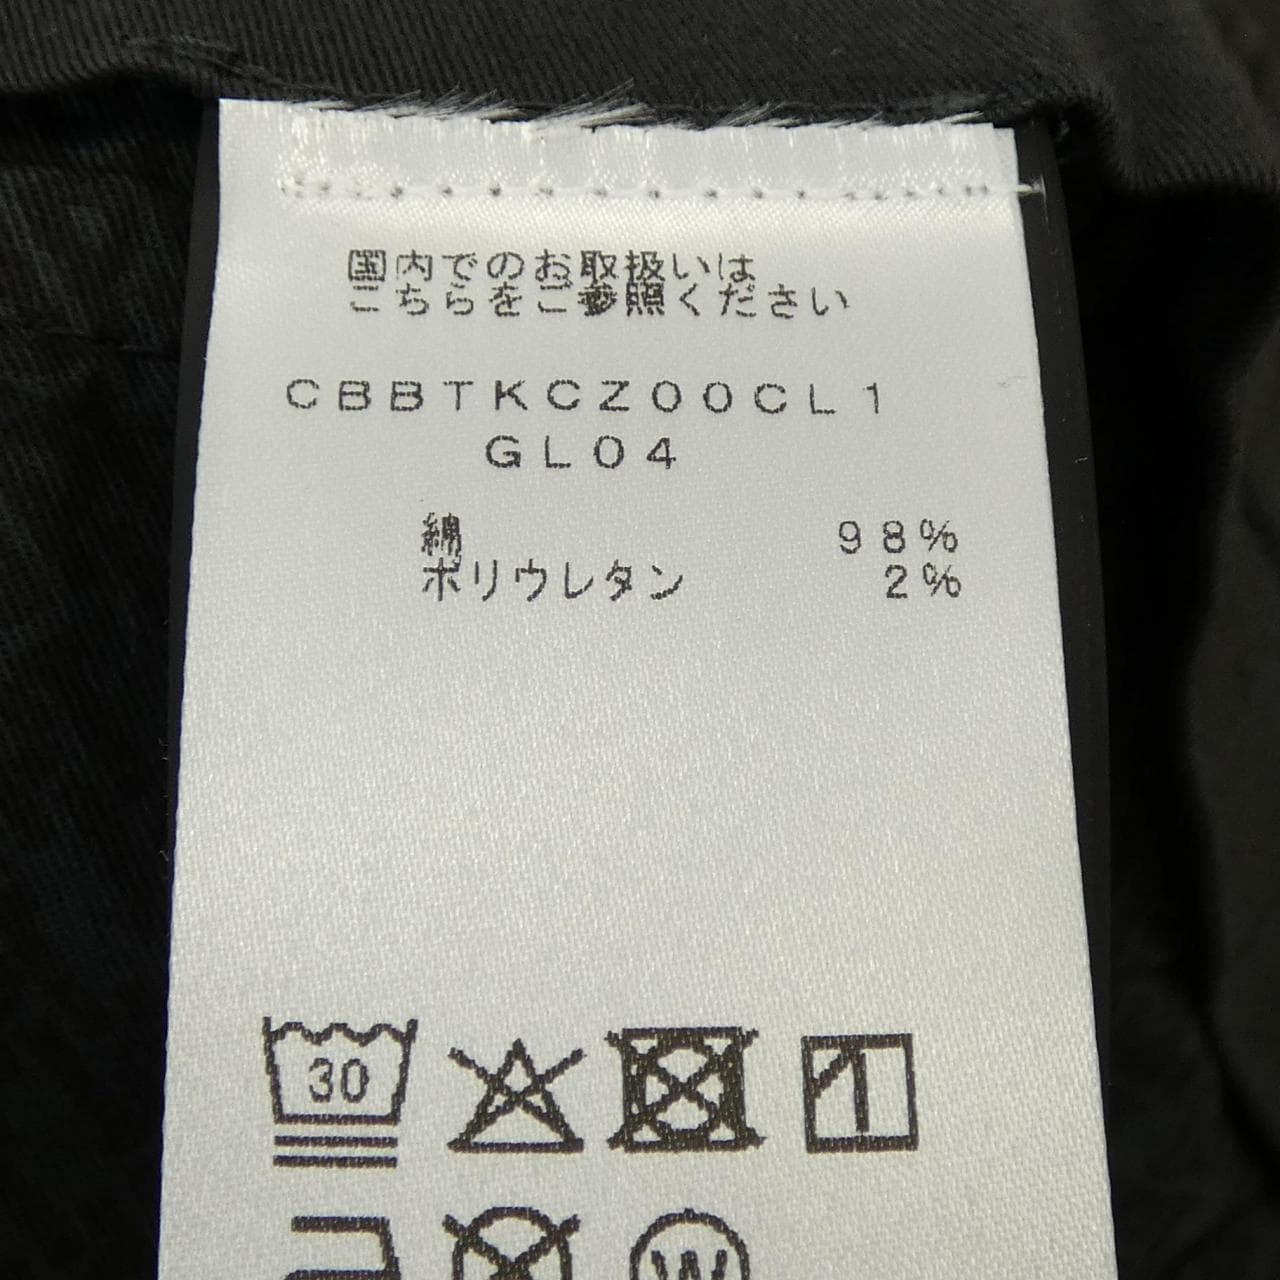 国内でのお取扱いは
こちらをご参照ください
CBBTKCZ00CL1
GL04
綿 98%
ポリウレタン 2%
30
W